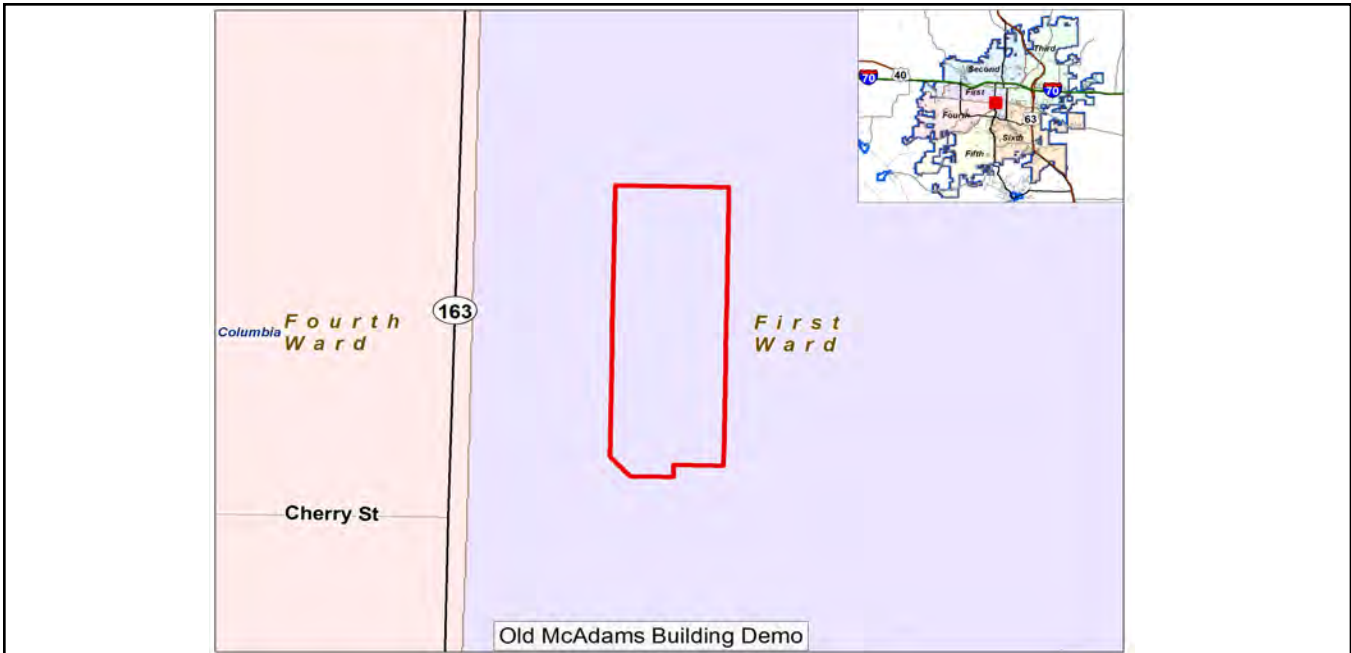 Third
Second
40
70
70
First
Fourth
63
Sixth
Fifth
163
Columbia
Fourth
Ward
First
Ward
Cherry St
Old McAdams Building Demo